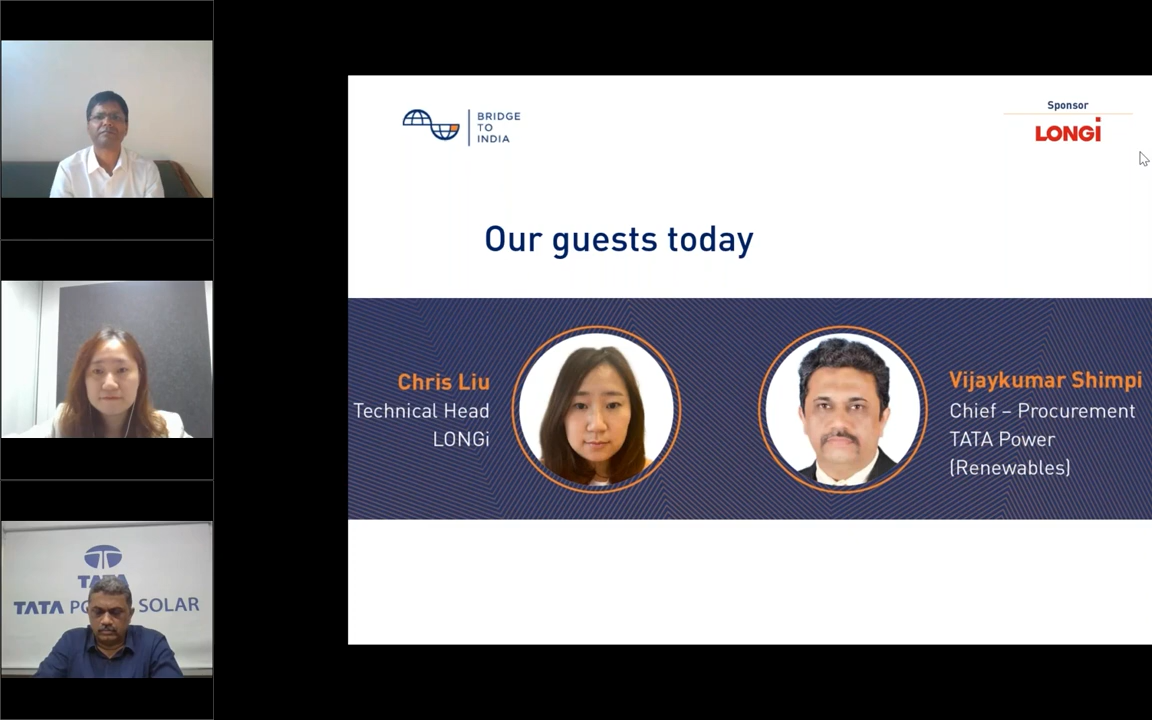 BRIDGE
TO
INDIA
Sponsor
LONGi
Our guests today
Chris Liu
Technical Head
LONGi
Vijaykumar Shimpi
Chief – Procurement
TATA Power
(Renewables)
TATA
TATA PO SOLAR